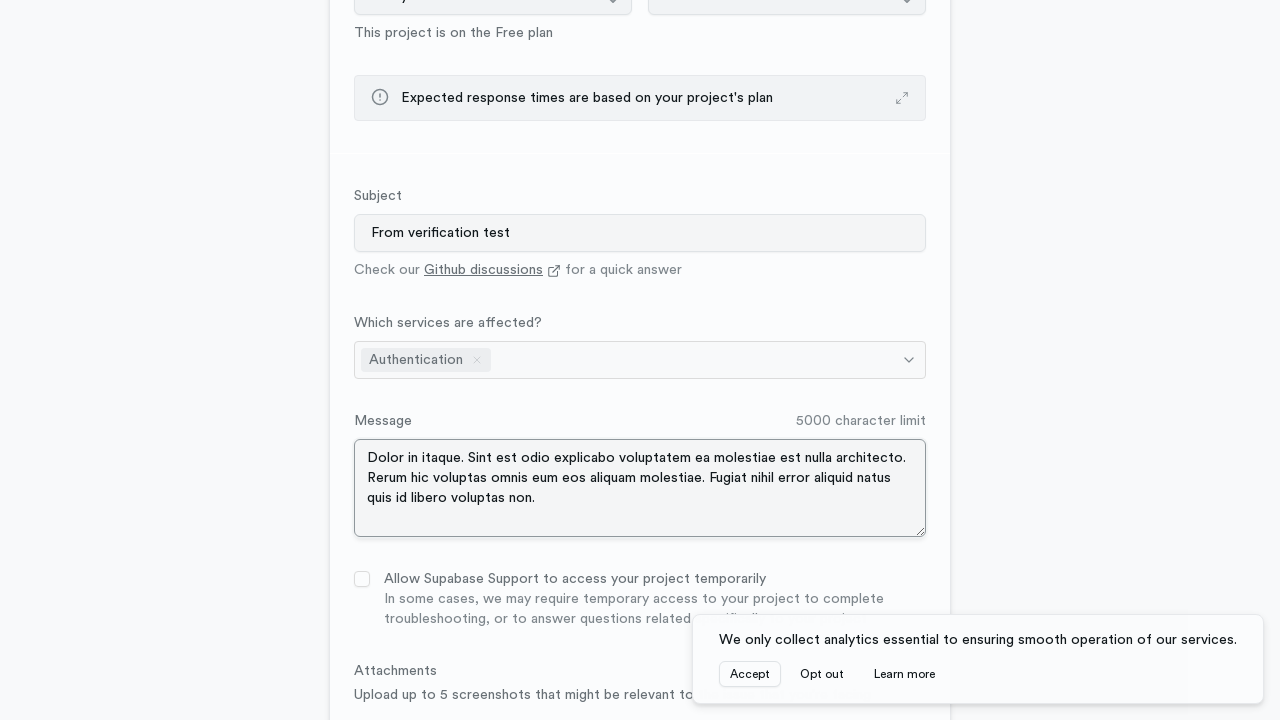 This project is on the Free plan
Expected response times are based on your project's plan
Subject
From verification test
Check our Github discussions for a quick answer
Which services are affected?
Authentication
Message
5000 character limit
Dolor in itaque. Sint est odio explicabo voluptatem ea molestiae est nulla architecto.
Rerum hic voluptas omnis eum eos aliquam molestiae. Fugiat nihil error aliquid natus
quis id libero voluptas non.
Allow Supabase Support to access your project temporarily
In some cases, we may require temporary access to your project to complete
troubleshooting, or to answer questions related
We only collect analytics essential to ensuring smooth operation of our services.
Accept
Opt out
Learn more
Attachments
Upload up to 5 screenshots that might be relevant to